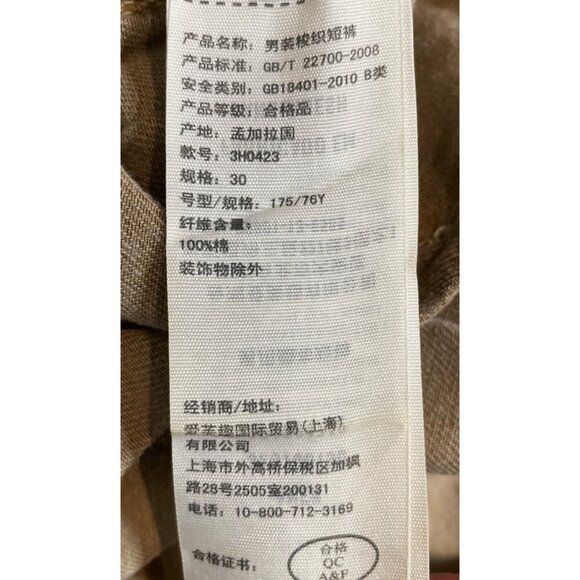 产品名称: 男装梭织短裤
产品标准: GB/T 22700-2008
安全类别: GB18401-2010 B类
产品等级: 合格品
产地: 孟加拉国
款号: 3H0423
规格: 30
号型/规格: 175/76Y
纤维含量:
100%棉
装饰物除外
经销商/地址:
爱芙趣国际贸易(上海)
有限公司
上海市外高桥保税区加枫
路28号2505室200131
电话: 10-800-712-3169
合格证书:
合格
QC
A&F